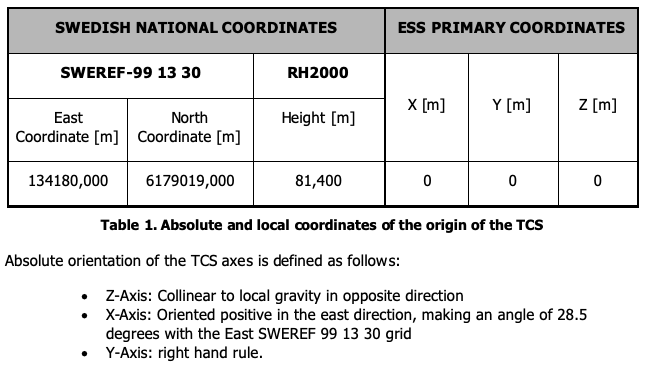 SWEDISH NATIONAL COORDINATES
ESS PRIMARY COORDINATES
SWEREF-99 13 30
RH2000
X [m]
Y [m]
Z [m]
East
Coordinate [m]
North
Coordinate [m]
Height [m]
134180,000
6179019,000
81,400
0
0
0
Table 1. Absolute and local coordinates of the origin of the TCS
Absolute orientation of the TCS axes is defined as follows:
• Z-Axis: Collinear to local gravity in opposite direction
• X-Axis: Oriented positive in the east direction, making an angle of 28.5
degrees with the East SWEREF 99 13 30 grid
• Y-Axis: right hand rule.